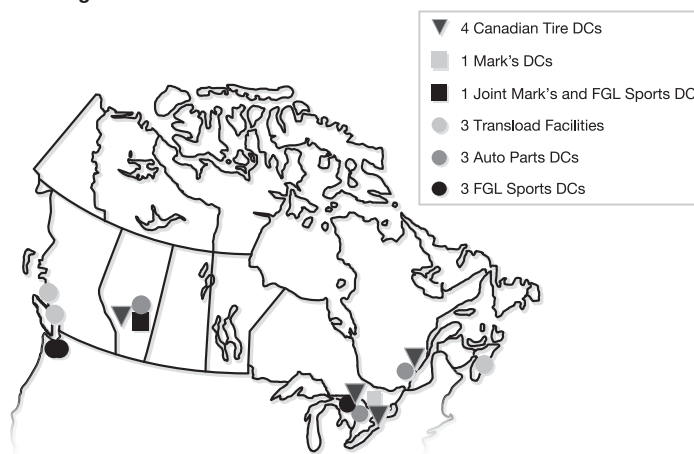 4 Canadian Tire DCs
1 Mark's DCs
1 Joint Mark's and FGL Sports DC
3 Transload Facilities
3 Auto Parts DCs
3 FGL Sports DCs